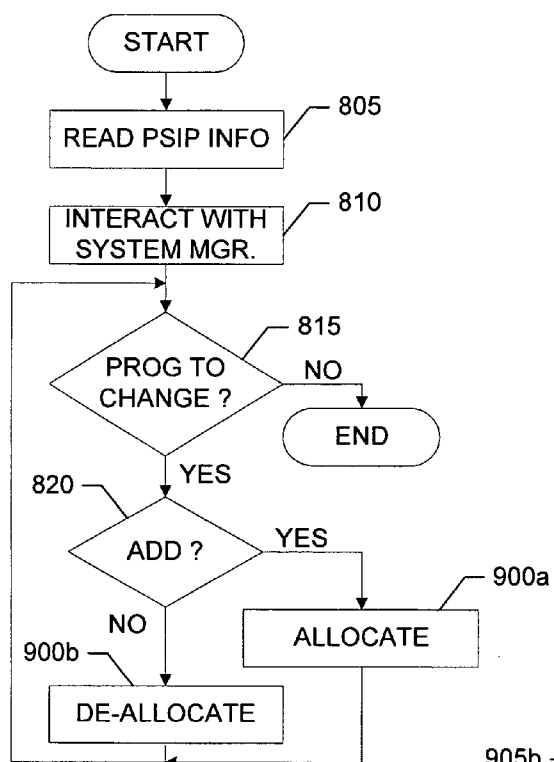 START
READ PSIP INFO
805
INTERACT WITH
SYSTEM MGR.
810
815
PROG TO
CHANGE ?
NO
END
YES
820
ADD ?
YES
900a
ALLOCATE
NO
900b
DE-ALLOCATE
905b